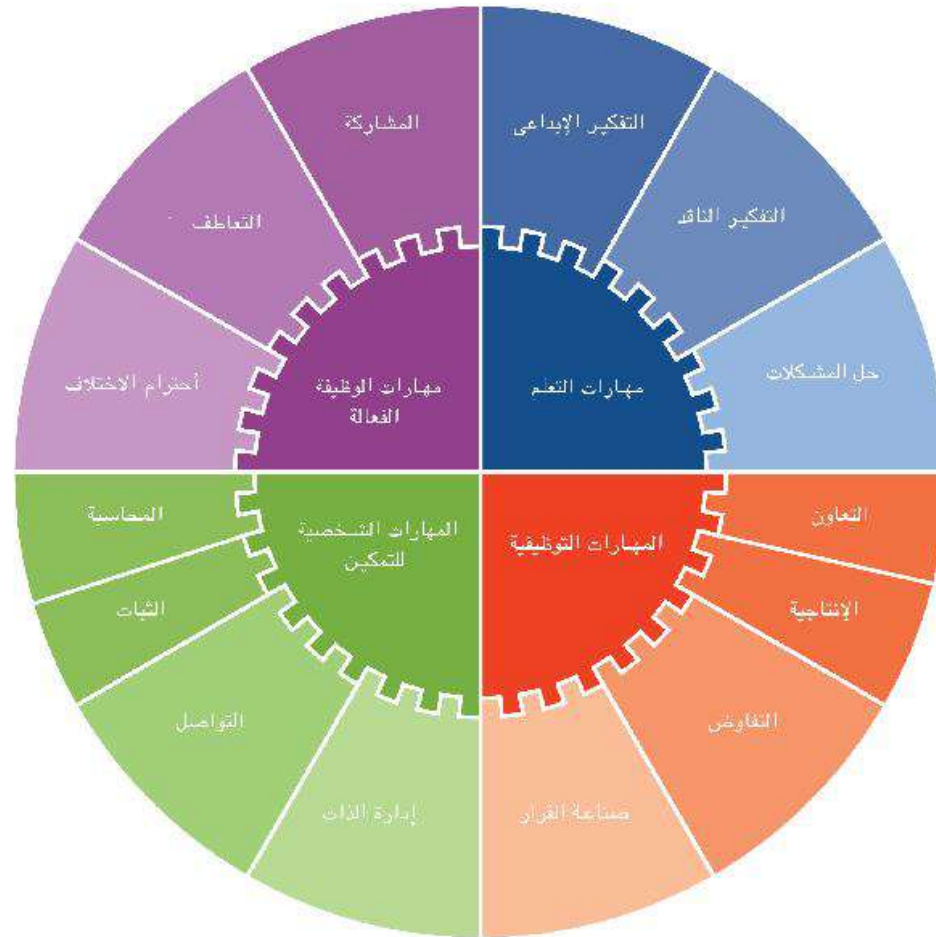 التفكير الإبداعى
التفكير الناقد
حل المشكلات
مهارات التعلم
المشاركة
التعاطف
أحترام الاختلاف
مهارات الوظيفة
الفعالة
التعاون
الإنتاجية
التفاوض
صناعة القرار
المهارات التوظيفية
المحاسبة
الثبات
التواصل
إدارة الذات
المهارات الشخصية
للتمكين